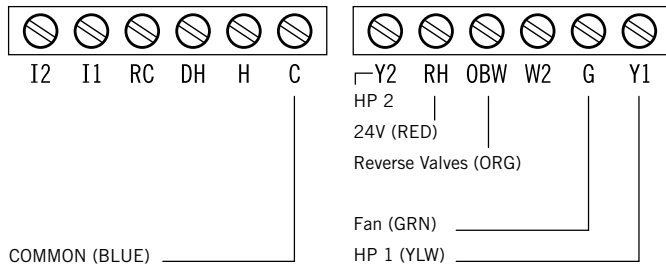 I2 I1 RC DH H C Y2 RH OBW W2 G Y1
HP 2
24V (RED)
Reverse Valves (ORG)
Fan (GRN)
COMMON (BLUE) HP 1 (YLW)